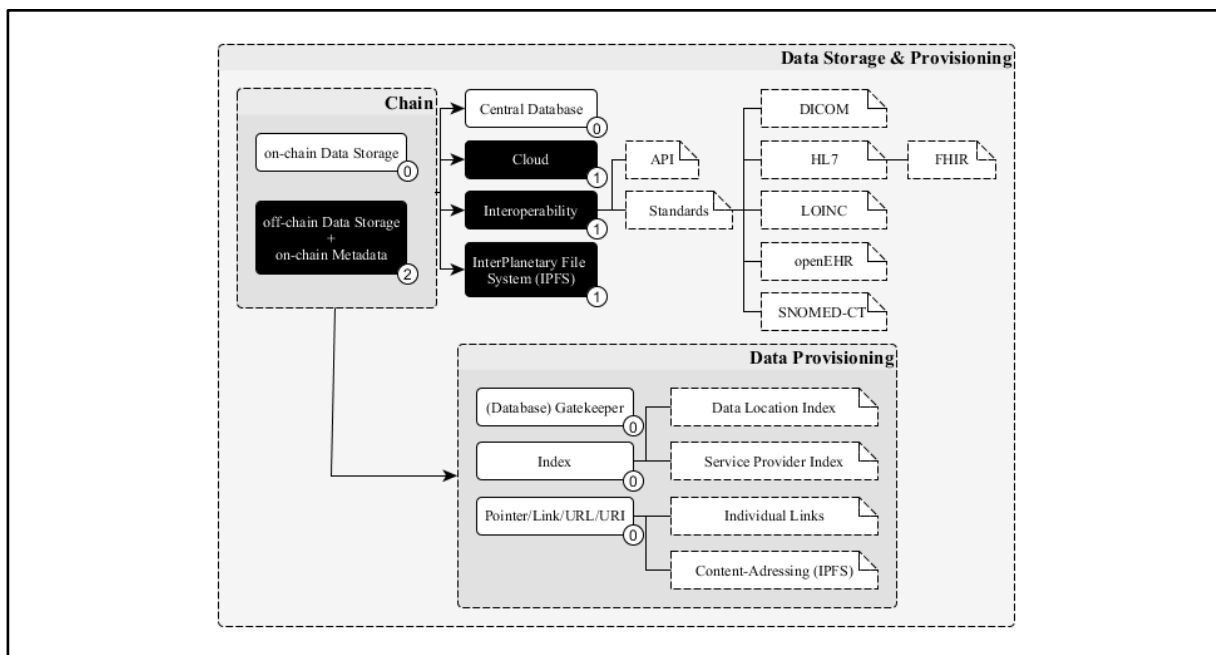 Data Storage & Provisioning
Chain
on-chain Data Storage
0
off-chain Data Storage
+
on-chain Metadata
2
Central Database
0
Cloud
1
Interoperability
1
InterPlanetary File
System (IPFS)
1
API
Standards
DICOM
HL7
FHIR
LOINC
openEHR
SNOMED-CT
Data Provisioning
(Database) Gatekeeper
0
Index
0
Pointer/Link/URL/URI
0
Data Location Index
Service Provider Index
Individual Links
Content-Adressing (IPFS)